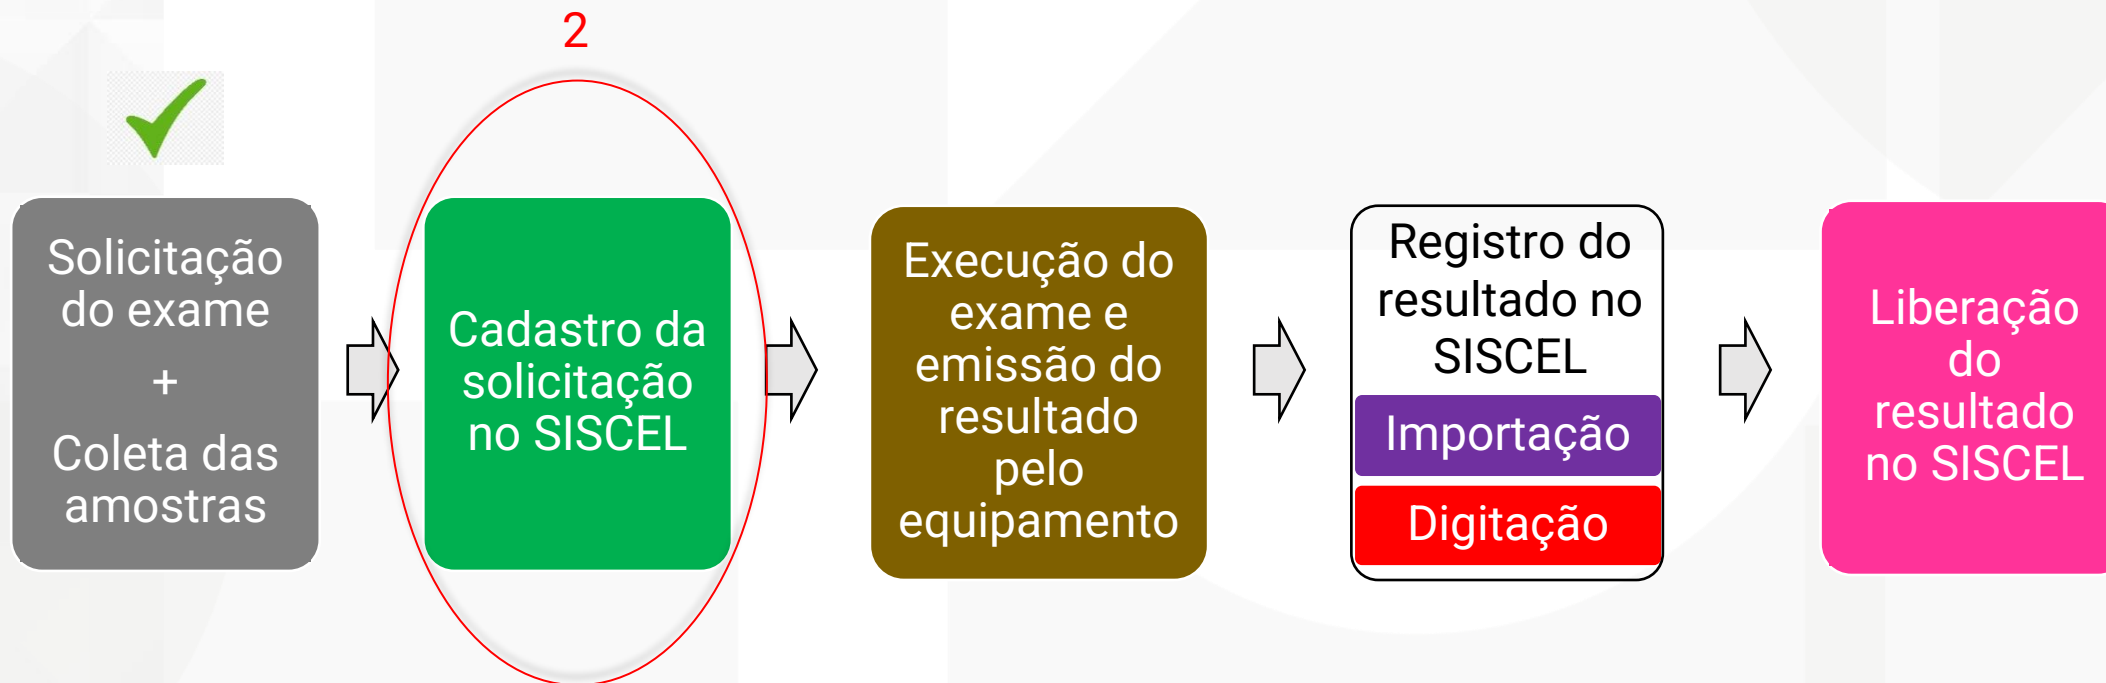 2
Solicitação
do exame
+
Coleta das
amostras
Cadastro da
solicitação
no SISCEL
Execução do
exame e
emissão do
resultado
pelo
equipamento
Registro do
resultado no
SISCEL
Importação
Digitação
Liberação
do
resultado
no SISCEL